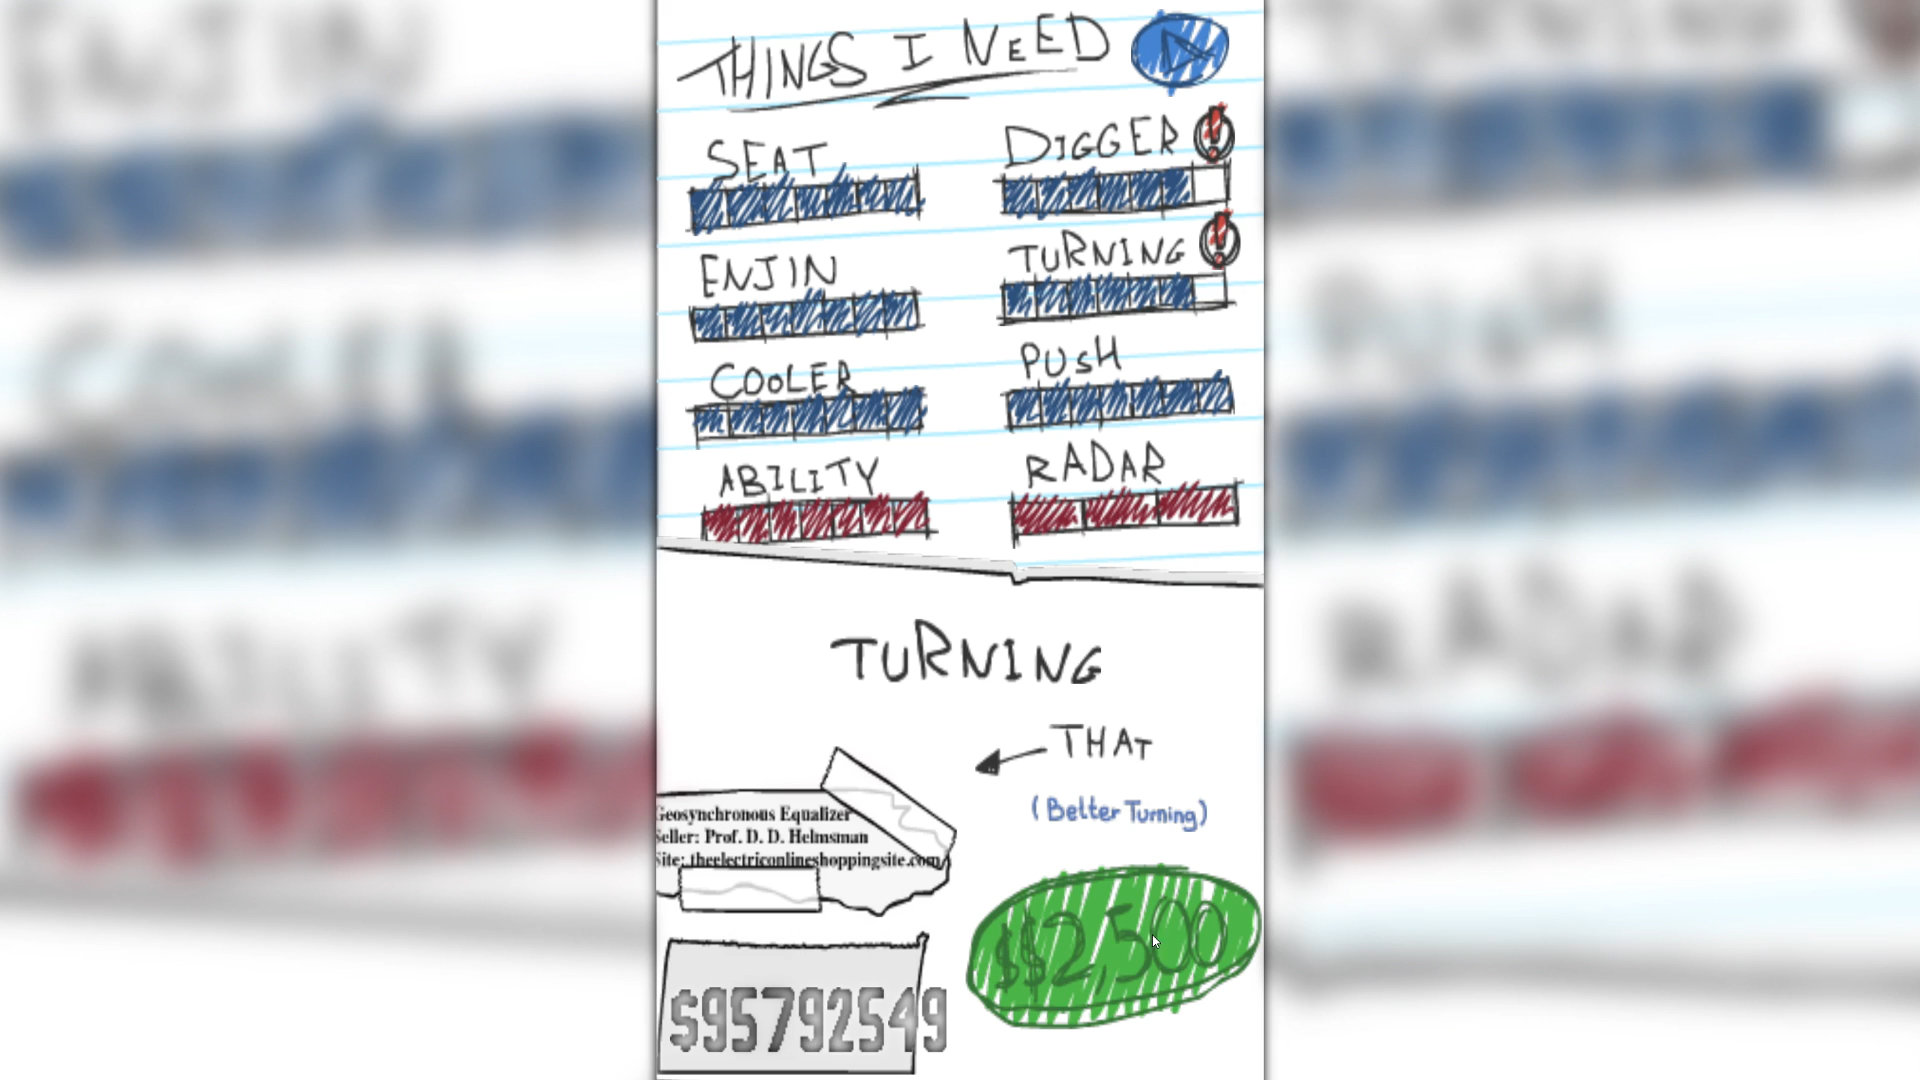 THINGS I NEED
SEAT
DIGGER
ENJIN
TURNING
COOLER
PUSH
ABILITY
RADAR
TURNING
THAT
(Better Turning)
Geosynchronous Equalizer
Seller: Prof. D. D. Helmsman
Site: theelectriconlineshoppingsite.com
$$2,500
$95792549